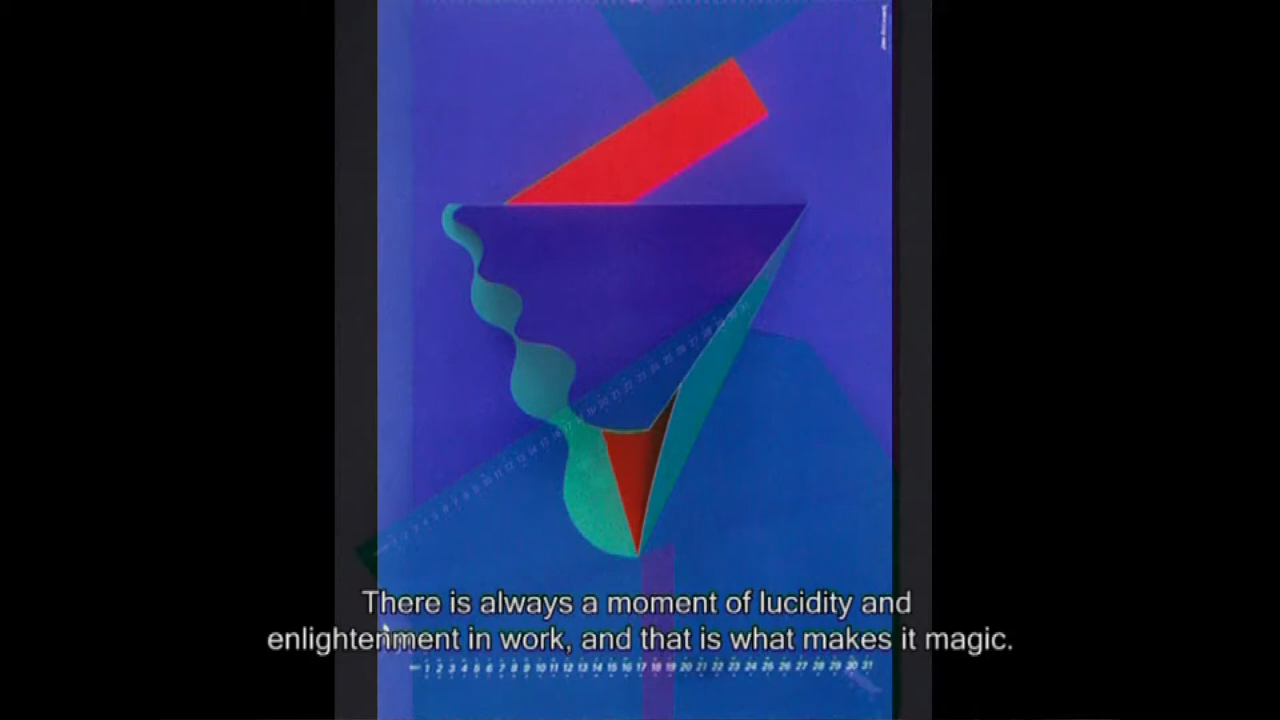 There is always a moment of lucidity and
enlightenment in work, and that is what makes it magic.
1 2 3 4 5 6 7 8 9 10 11 12 13 14 15 16 17 18 19 20 21 22 23 24 25 26 27 28 29 30 31